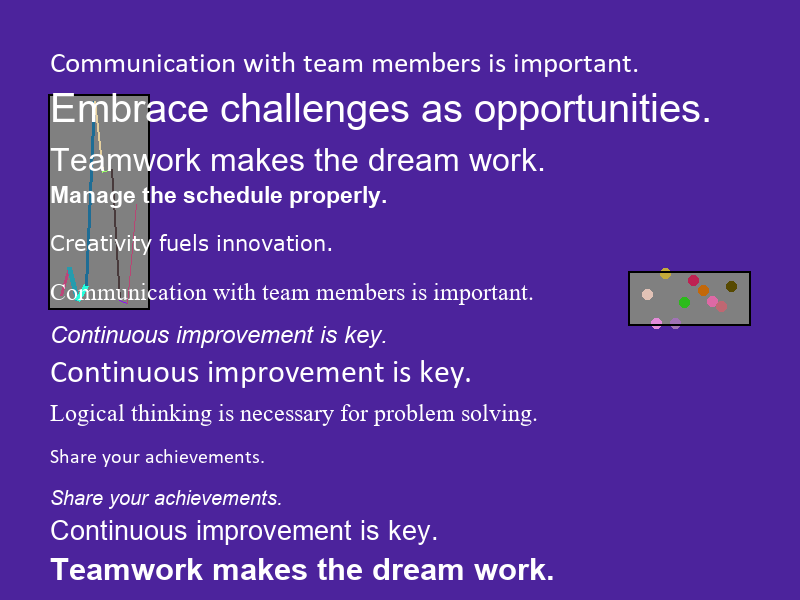 Communication with team members is important.
Embrace challenges as opportunities.
Teamwork makes the dream work.
Manage the schedule properly.
Creativity fuels innovation.
Communication with team members is important.
Continuous improvement is key.
Continuous improvement is key.
Logical thinking is necessary for problem solving.
Share your achievements.
Share your achievements.
Continuous improvement is key.
Teamwork makes the dream work.